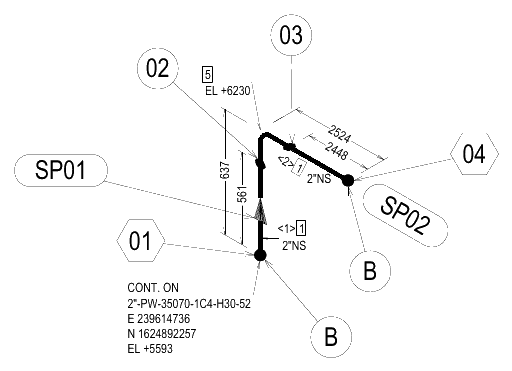 03
02
5
EL +6230
2524
2448
<2> 1
2"NS
04
SP01
637
561
SP02
<1> 1
2"NS
01
B
CONT. ON
2"-PW-35070-1C4-H30-52
E 239614736
N 1624892257
EL +5593
B